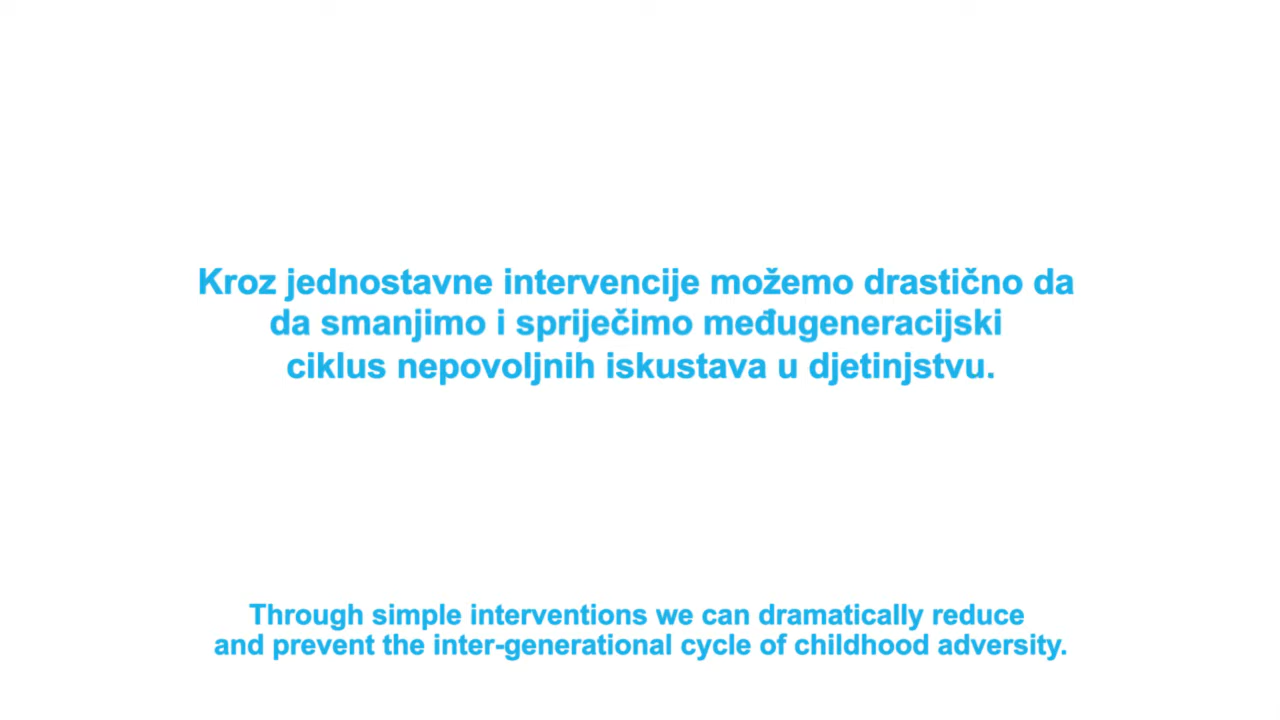 Kroz jednostavne intervencije možemo drastično da
da smanjimo i spriječimo međugeneracijski
ciklus nepovoljnih iskustava u djetinjstvu.
Through simple interventions we can dramatically reduce
and prevent the inter-generational cycle of childhood adversity.